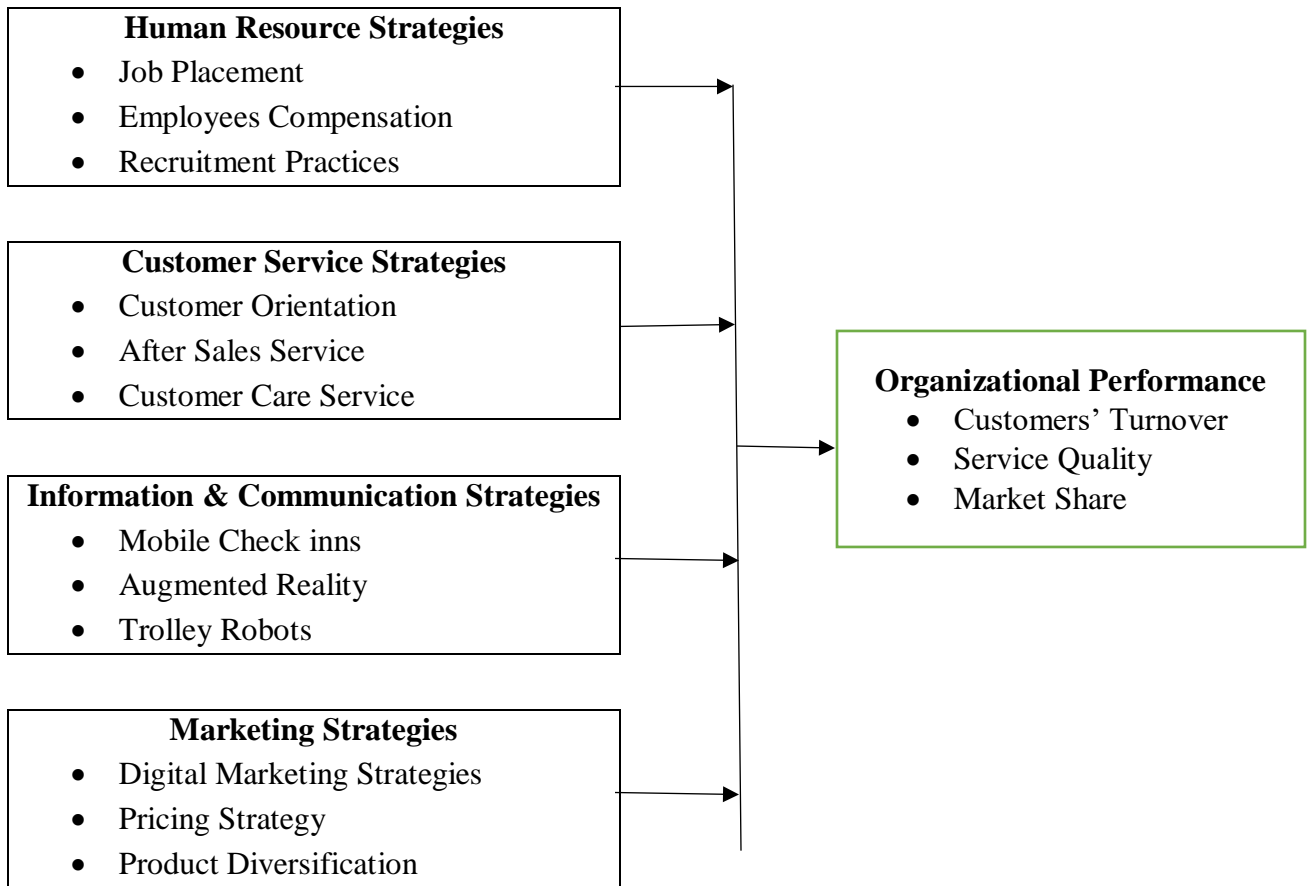 Human Resource Strategies
• Job Placement
• Employees Compensation
• Recruitment Practices
Customer Service Strategies
• Customer Orientation
• After Sales Service
• Customer Care Service
Information & Communication Strategies
• Mobile Check inns
• Augmented Reality
• Trolley Robots
Marketing Strategies
• Digital Marketing Strategies
• Pricing Strategy
• Product Diversification
Organizational Performance
• Customers’ Turnover
• Service Quality
• Market Share